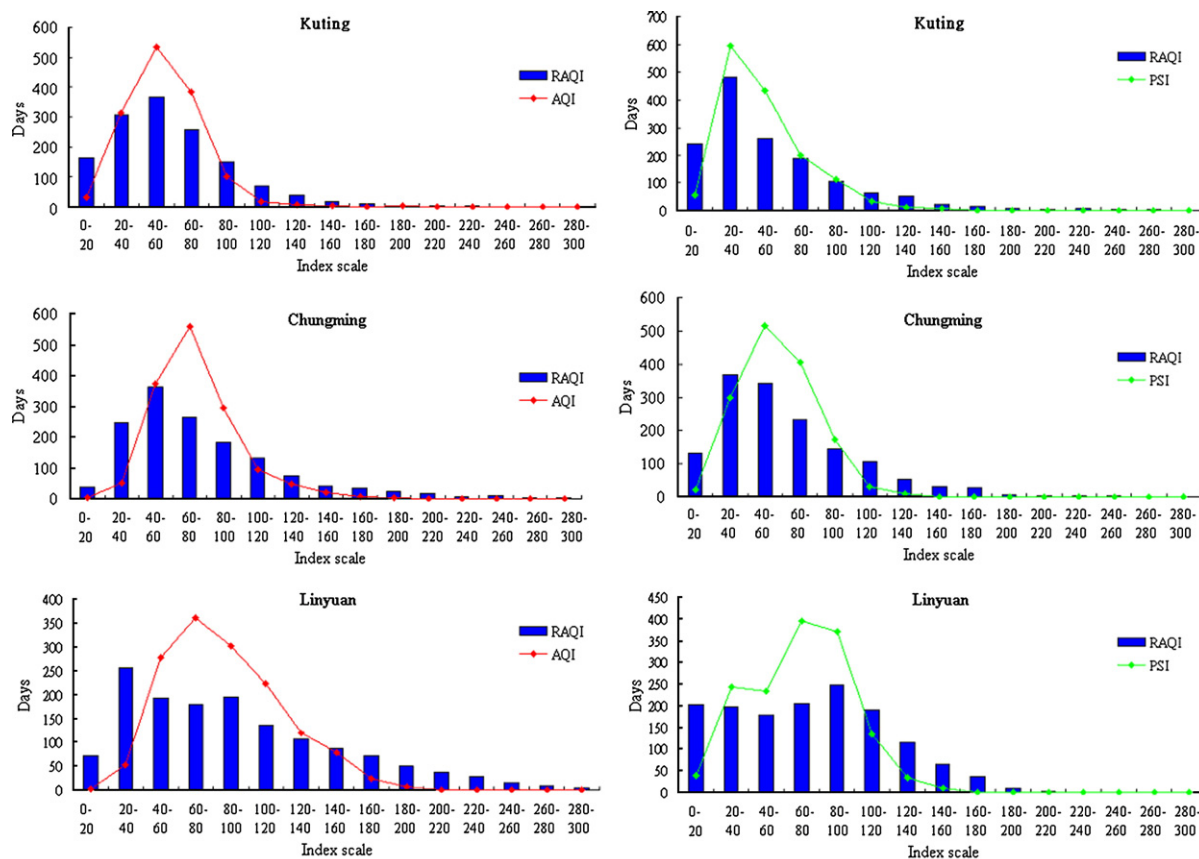 Kuting
600
500
400
300
200
100
0
Days
RAQI
AQI
0- 20- 40- 60- 80- 100- 120- 140- 160- 180- 200- 220- 240- 260- 280-
20 40 60 80 100 120 140 160 180 200 220 240 260 280 300
Index scale
Kuting
700
600
500
400
300
200
100
0
Days
RAQI
PSI
0- 20- 40- 60- 80- 100- 120- 140- 160- 180- 200- 220- 240- 260- 280-
20 40 60 80 100 120 140 160 180 200 220 240 260 280 300
Index scale
Chungming
600
500
400
300
200
100
0
Days
RAQI
AQI
0- 20- 40- 60- 80- 100- 120- 140- 160- 180- 200- 220- 240- 260- 280-
20 40 60 80 100 120 140 160 180 200 220 240 260 280 300
Index scale
Chungming
600
500
400
300
200
100
0
Days
RAQI
PSI
0- 20- 40- 60- 80- 100- 120- 140- 160- 180- 200- 220- 240- 260- 280-
20 40 60 80 100 120 140 160 180 200 220 240 260 280 300
Index scale
Linyuan
400
350
300
250
200
150
100
50
0
Days
RAQI
AQI
0- 20- 40- 60- 80- 100- 120- 140- 160- 180- 200- 220- 240- 260- 280-
20 40 60 80 100 120 140 160 180 200 220 240 260 280 300
Index scale
Linyuan
450
400
350
300
250
200
150
100
50
0
Days
RAQI
PSI
0- 20- 40- 60- 80- 100- 120- 140- 160- 180- 200- 220- 240- 260- 280-
20 40 60 80 100 120 140 160 180 200 220 240 260 280 300
Index scale